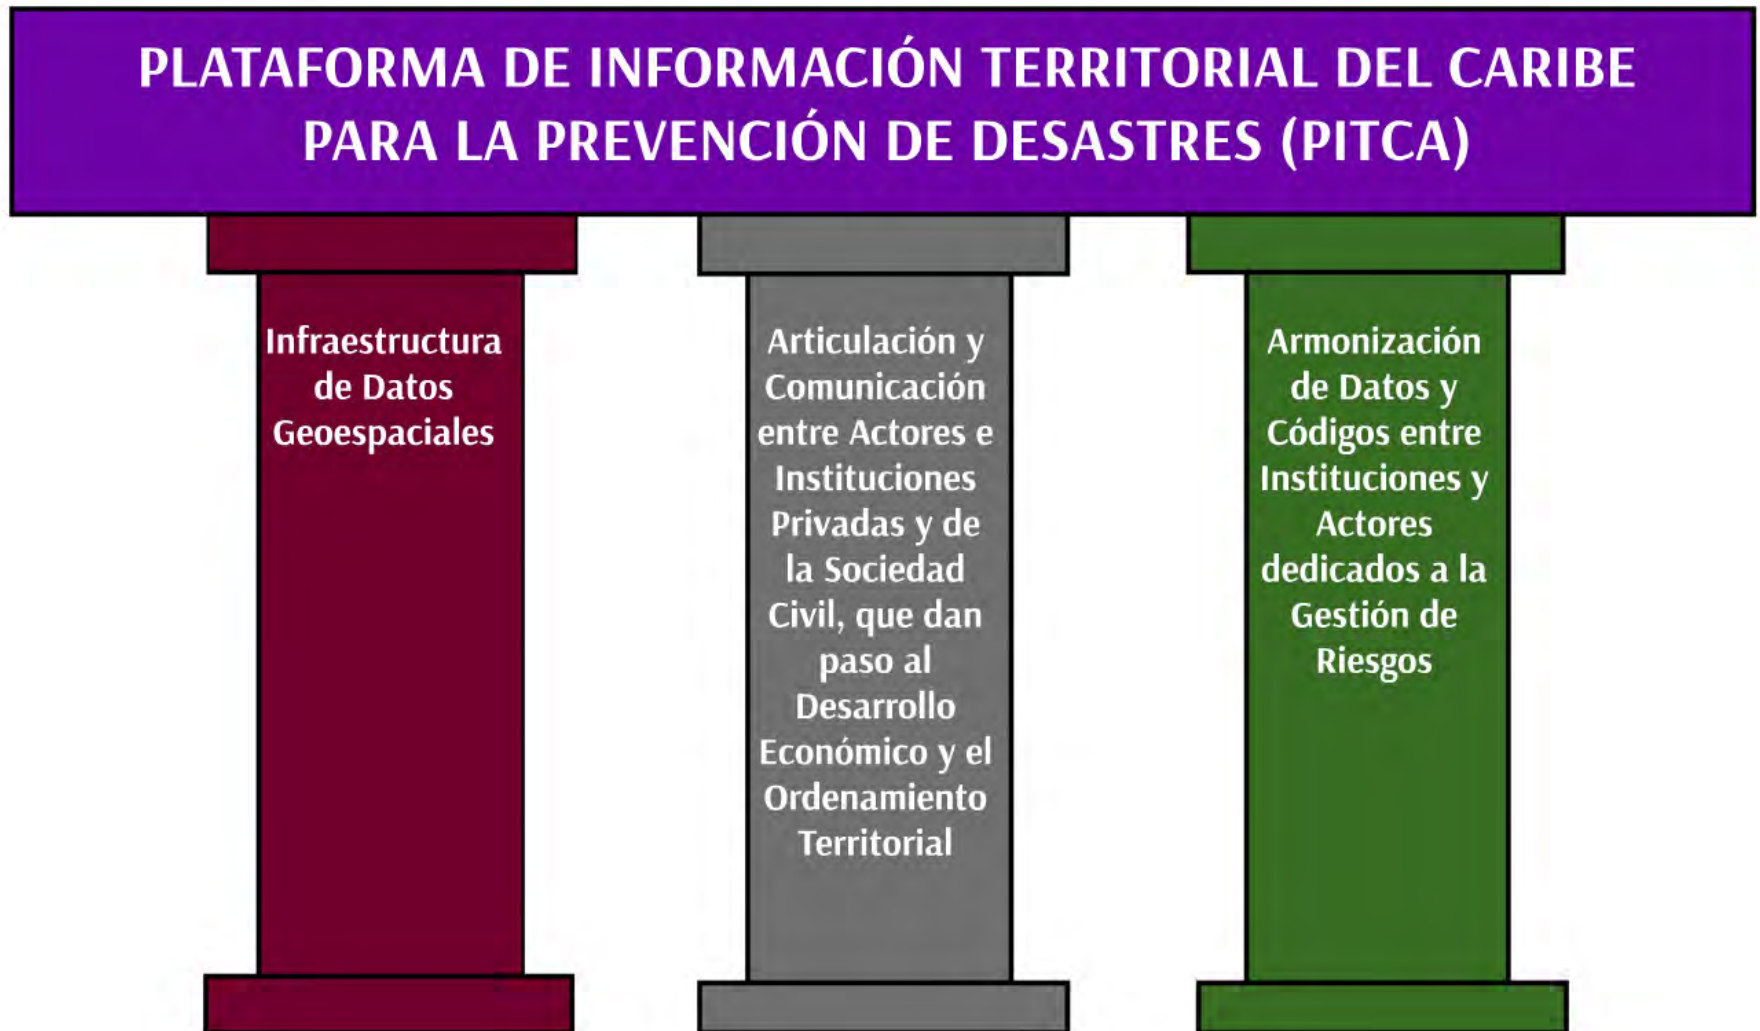 PLATAFORMA DE INFORMACIÓN TERRITORIAL DEL CARIBE
PARA LA PREVENCIÓN DE DESASTRES (PITCA)
Infraestructura
de Datos
Geoespaciales
Articulación y
Comunicación
entre Actores e
Instituciones
Privadas y de
la Sociedad
Civil, que dan
paso al
Desarrollo
Económico y el
Ordenamiento
Territorial
Armonización
de Datos y
Códigos entre
Instituciones y
Actores
dedicados a la
Gestión de
Riesgos